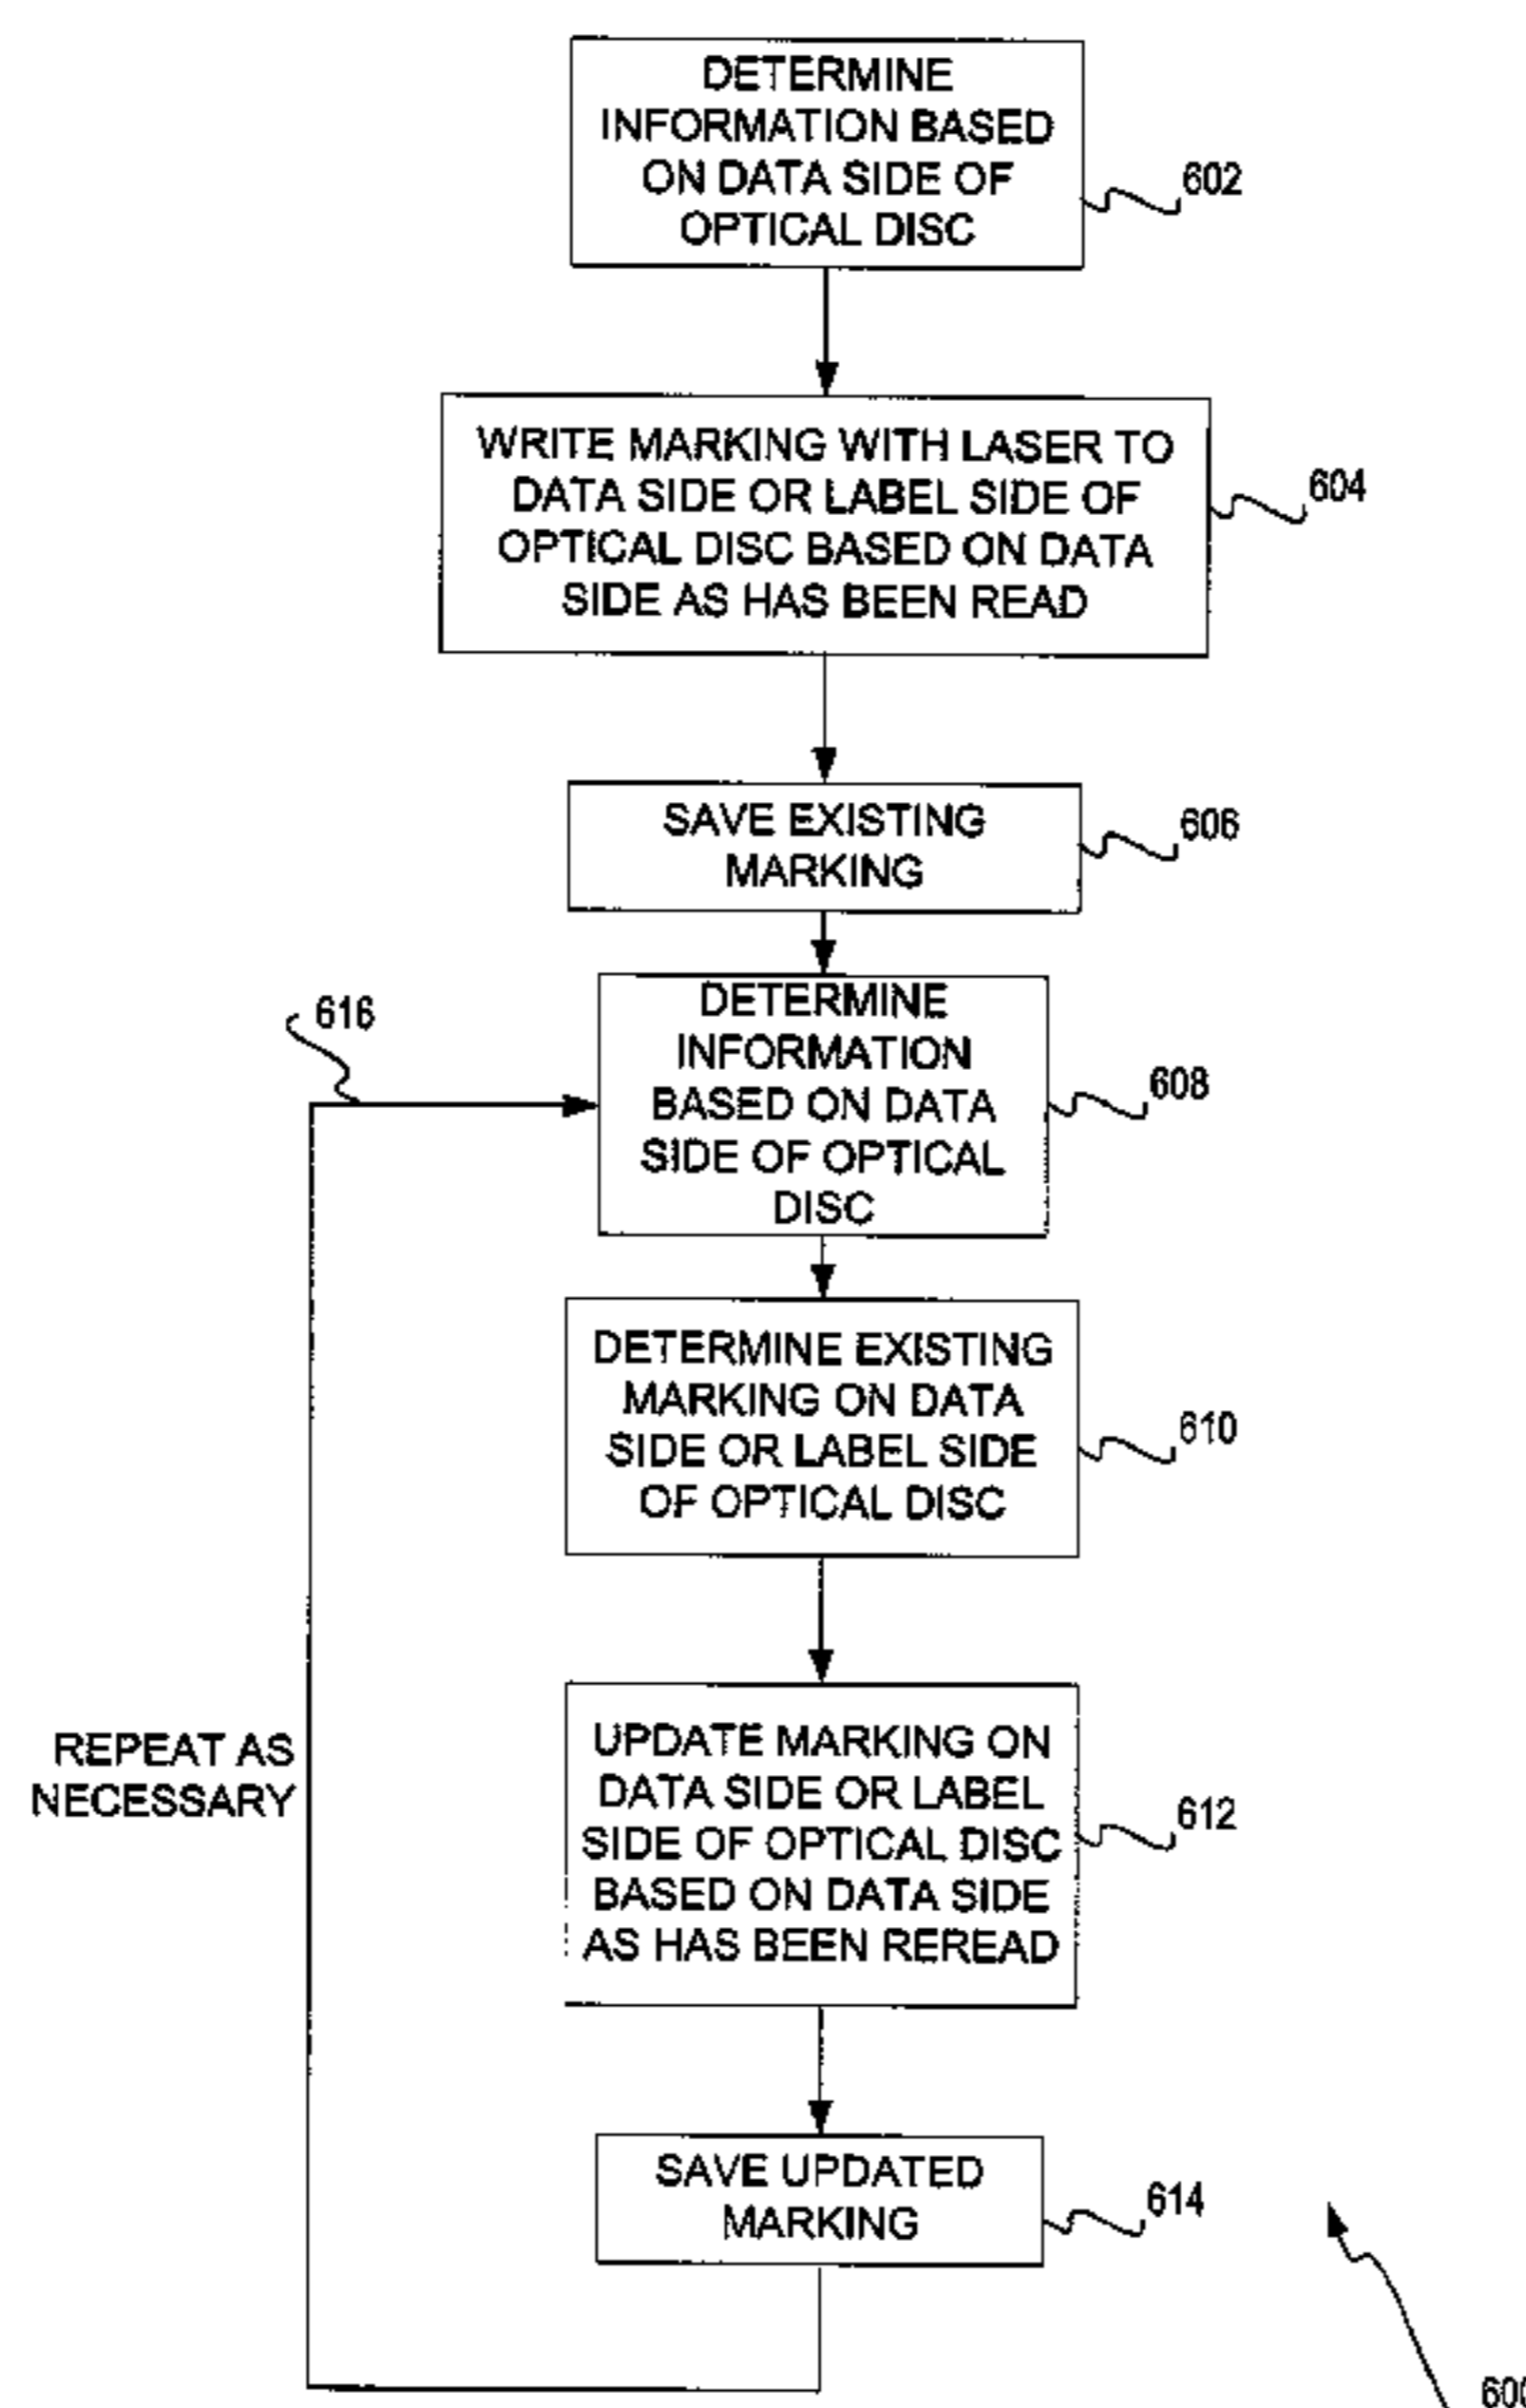 DETERMINE
INFORMATION BASED
ON DATA SIDE OF
OPTICAL DISC
602
WRITE MARKING WITH LASER TO
DATA SIDE OR LABEL SIDE OF
OPTICAL DISC BASED ON DATA
SIDE AS HAS BEEN READ
604
SAVE EXISTING
MARKING
606
616
DETERMINE
INFORMATION
BASED ON DATA
SIDE OF OPTICAL
DISC
608
DETERMINE EXISTING
MARKING ON DATA
SIDE OR LABEL SIDE
OF OPTICAL DISC
610
REPEAT AS
NECESSARY
UPDATE MARKING ON
DATA SIDE OR LABEL
SIDE OF OPTICAL DISC
BASED ON DATA SIDE
AS HAS BEEN REREAD
612
SAVE UPDATED
MARKING
614
600